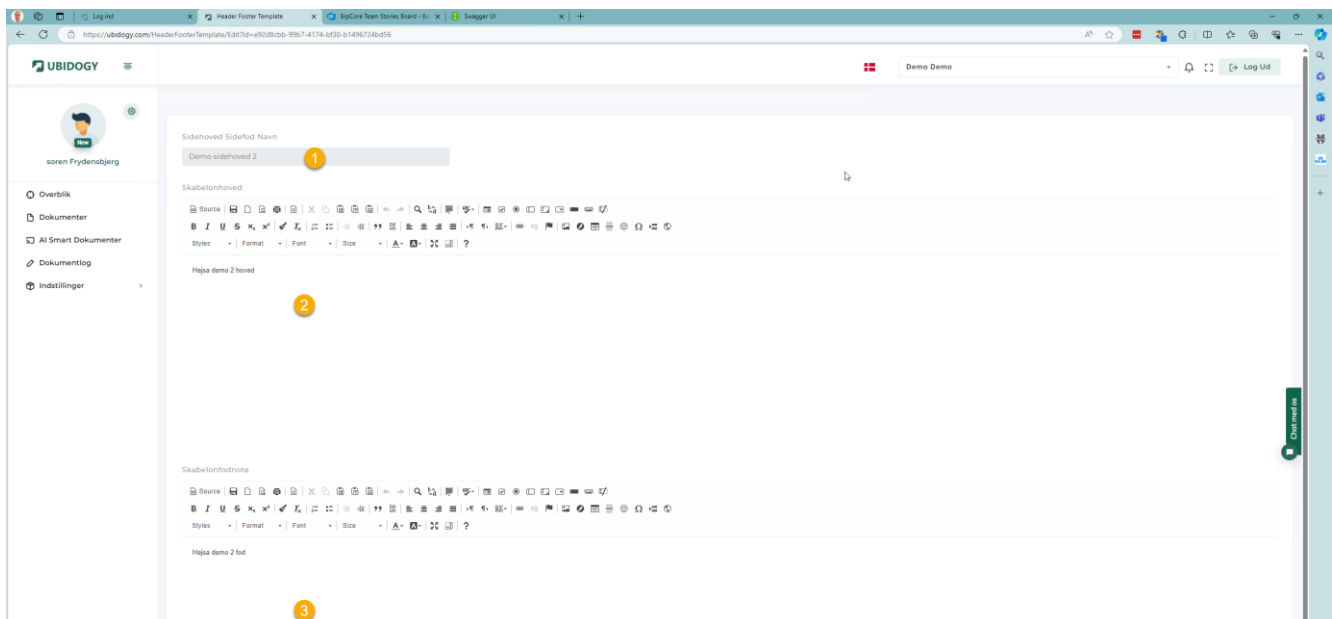 Log ind
Header Footer Template
ErpCore Team Stories Board - Bo
Swagger UI
https://ubidogy.com/HeaderFooterTemplate/Edit?id=e92d8cbb-99b7-4174-bf30-b1496724bd56
UBIDOGY
Demo Demo
Log Ud
New
soren Frydensbjerg
Overblik
Dokumenter
AI Smart Dokumenter
Dokumentlog
Indstillinger
Sidehoved Sidefod Navn
Demo sidehoved 2
1
Skabelonhoved
Source
Styles Format Font Size
Hejsa demo 2 hoved
2
Chat med os
Skabelonfodnote
Source
Styles Format Font Size
Hejsa demo 2 fod
3